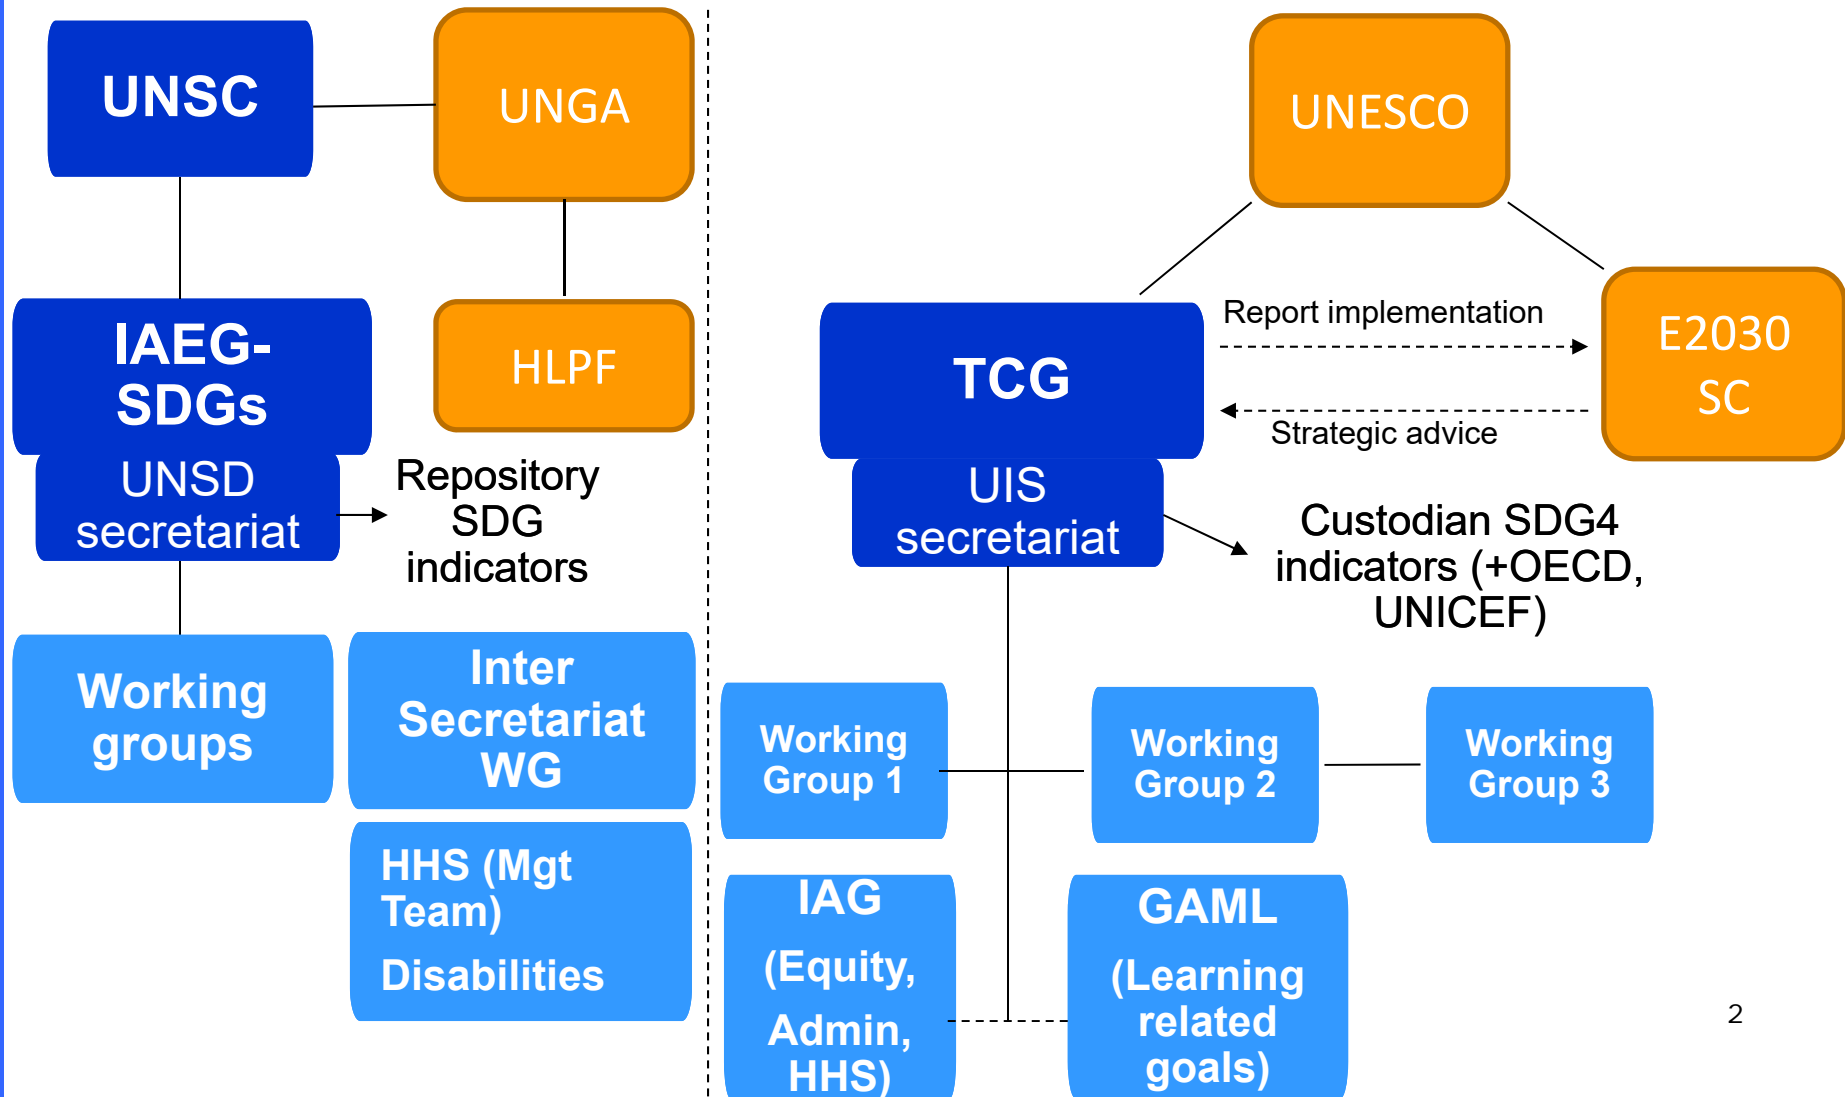 UNSC
UNGA
IAEG-
SDGs
HLPF
UNSD
secretariat
Repository
SDG
indicators
Working
groups
Inter
Secretariat
WG
HHS (Mgt
Team)
Disabilities
UNESCO
TCG
Report implementation
Strategic advice
E2030
SC
UIS
secretariat
Custodian SDG4
indicators (+OECD,
UNICEF)
Working
Group 1
Working
Group 2
Working
Group 3
IAG
(Equity,
Admin,
HHS)
GAML
(Learning
related
goals)
2